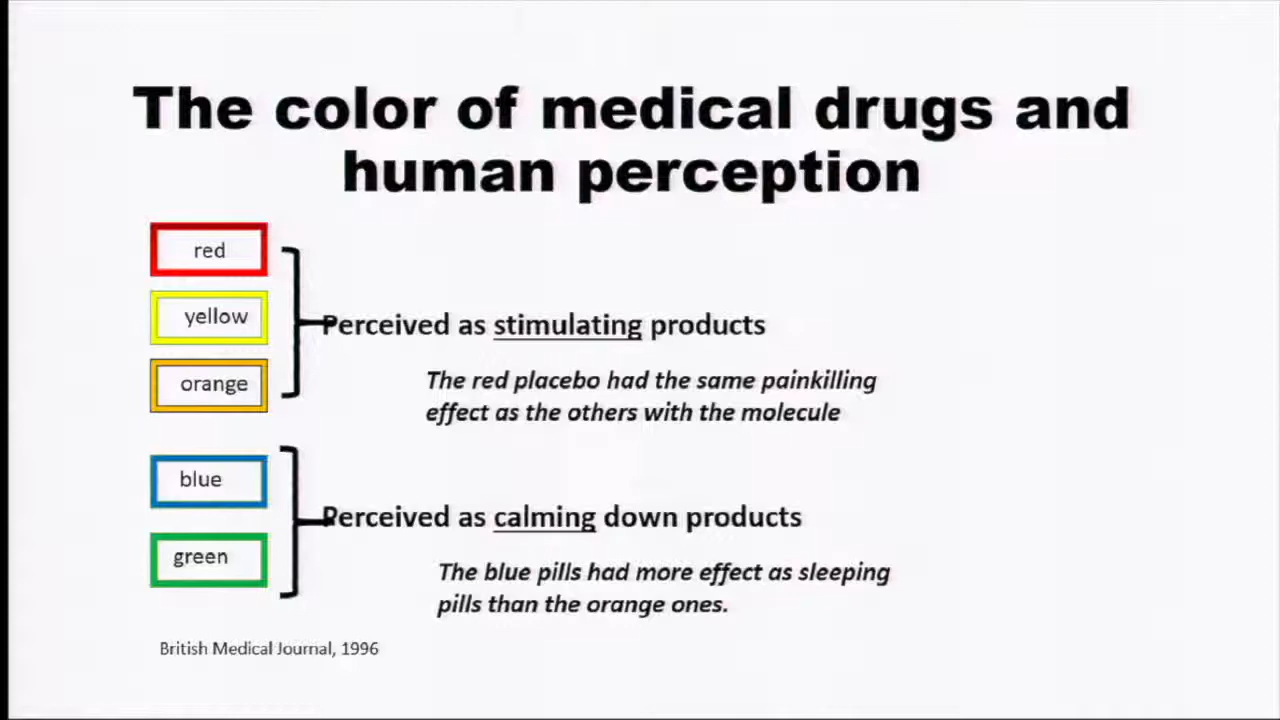 The color of medical drugs and
human perception
red
yellow
orange
Perceived as stimulating products
The red placebo had the same painkilling
effect as the others with the molecule
blue
green
Perceived as calming down products
The blue pills had more effect as sleeping
pills than the orange ones.
British Medical Journal, 1996